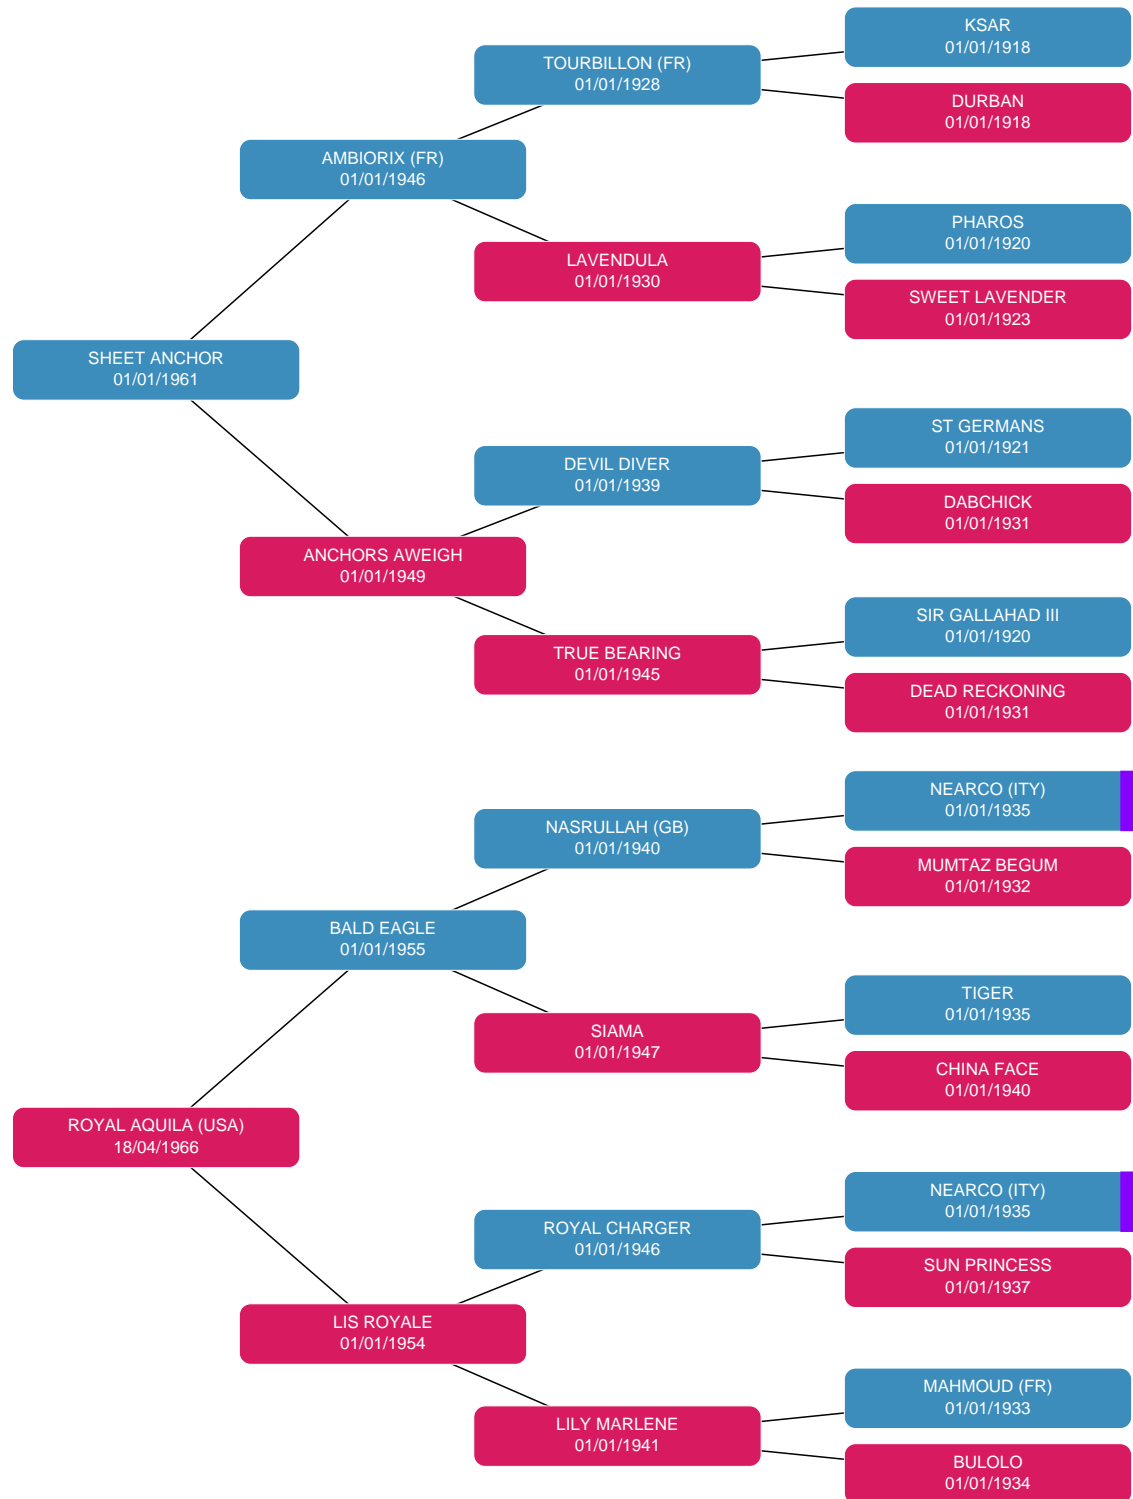 KSAR
01/01/1918
TOURBILLON (FR)
01/01/1928
DURBAN
01/01/1918
AMBIORIX (FR)
01/01/1946
PHAROS
01/01/1920
LAVENDULA
01/01/1930
SWEET LAVENDER
01/01/1923
SHEET ANCHOR
01/01/1961
ST GERMANS
01/01/1921
DEVIL DIVER
01/01/1939
DABCHICK
01/01/1931
ANCHORS AWEIGH
01/01/1949
SIR GALLAHAD III
01/01/1920
TRUE BEARING
01/01/1945
DEAD RECKONING
01/01/1931
NEARCO (ITY)
01/01/1935
NASRULLAH (GB)
01/01/1940
MUMTAZ BEGUM
01/01/1932
BALD EAGLE
01/01/1955
TIGER
01/01/1935
SIAMA
01/01/1947
CHINA FACE
01/01/1940
ROYAL AQUILA (USA)
18/04/1966
NEARCO (ITY)
01/01/1935
ROYAL CHARGER
01/01/1946
SUN PRINCESS
01/01/1937
LIS ROYALE
01/01/1954
MAHMOUD (FR)
01/01/1933
LILY MARLENE
01/01/1941
BULOLO
01/01/1934